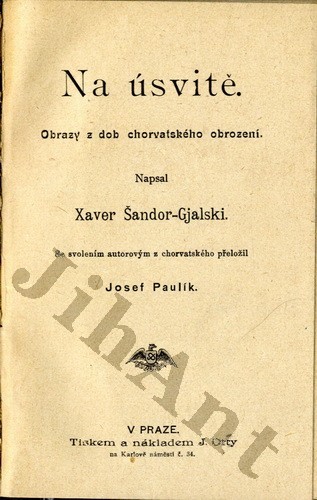 Na úsvitě.
Obrazy z dob chorvatského obrození.
Napsal
Xaver Šandor-Gjalski.
Se svolením autorovým z chorvatského přeložil
Josef Paulík.
V PRAZE.
Tiskem a nákladem J. Otty
na Karlově náměstí č. 34.
JihAnt